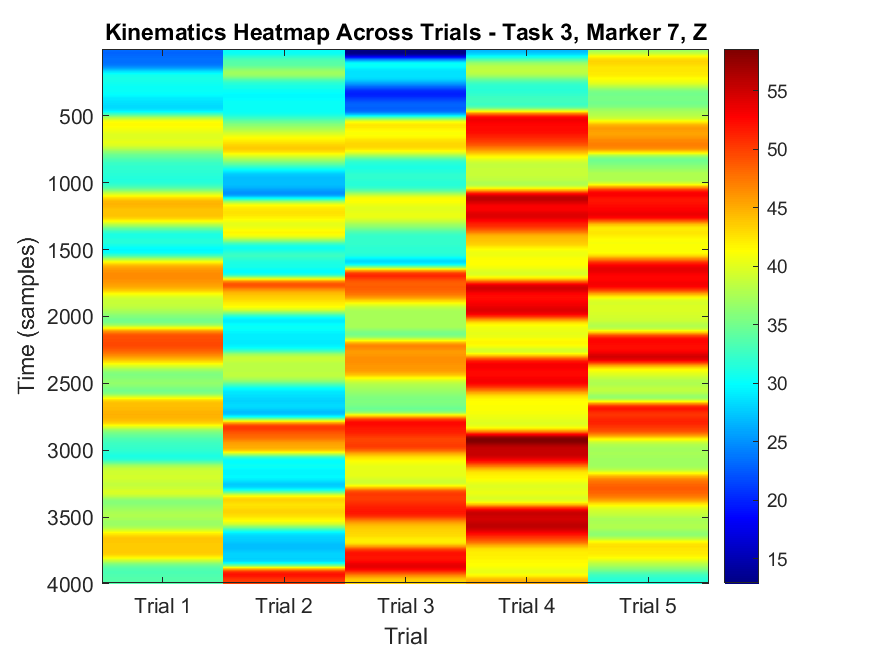 Kinematics Heatmap Across Trials - Task 3, Marker 7, Z
Time (samples)
500
1000
1500
2000
2500
3000
3500
4000
Trial 1
Trial 2
Trial 3
Trial 4
Trial 5
Trial
55
50
45
40
35
30
25
20
15